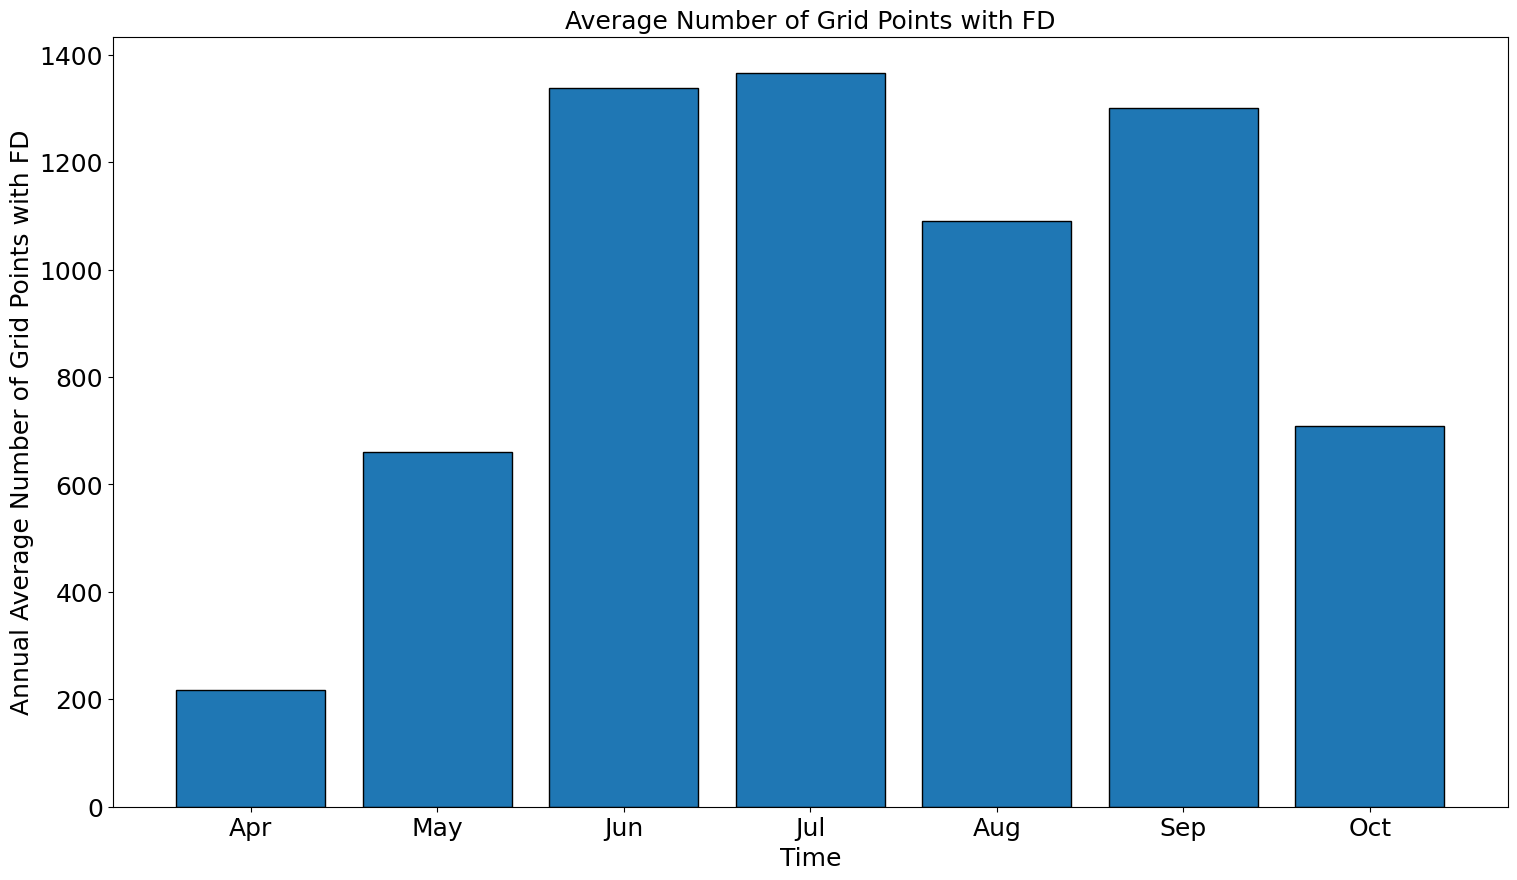 Average Number of Grid Points with FD
Annual Average Number of Grid Points with FD
1400
1200
1000
800
600
400
200
0
Apr May Jun Jul Aug Sep Oct
Time